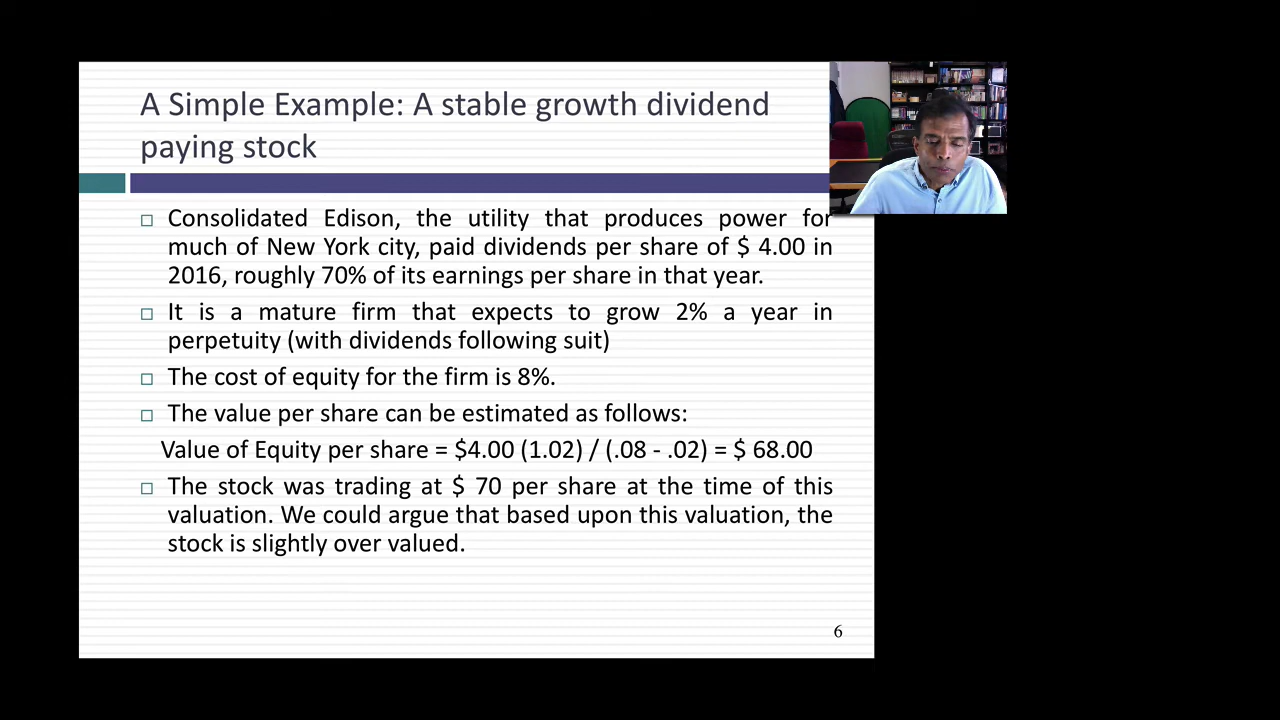 A Simple Example: A stable growth dividend
paying stock
Consolidated Edison, the utility that produces power for
much of New York city, paid dividends per share of $ 4.00 in
2016, roughly 70% of its earnings per share in that year.
It is a mature firm that expects to grow 2% a year in
perpetuity (with dividends following suit)
The cost of equity for the firm is 8%.
The value per share can be estimated as follows:
Value of Equity per share = $4.00 (1.02) / (.08 - .02) = $ 68.00
The stock was trading at $ 70 per share at the time of this
valuation. We could argue that based upon this valuation, the
stock is slightly over valued.
6